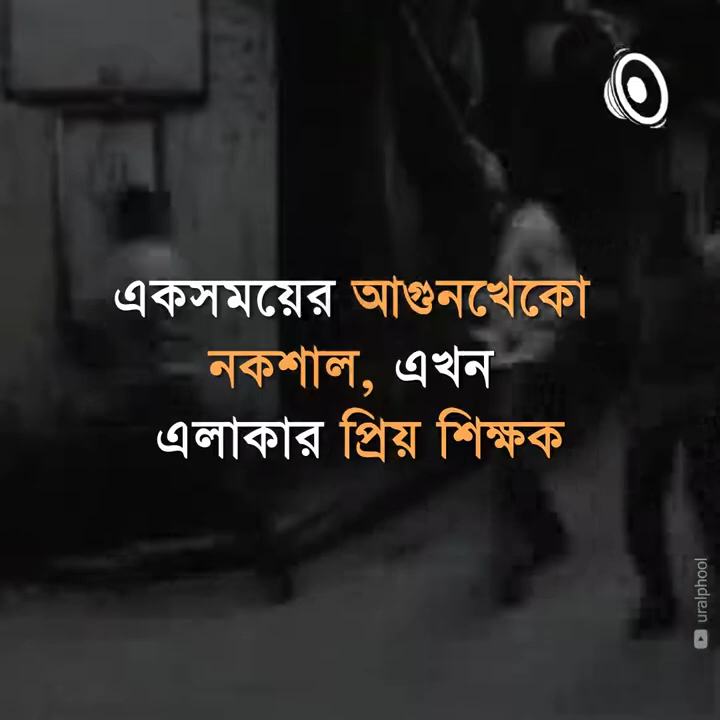 একসময়ের আগুনখেকো
নকশাল, এখন
এলাকার প্রিয় শিক্ষক
uralphool